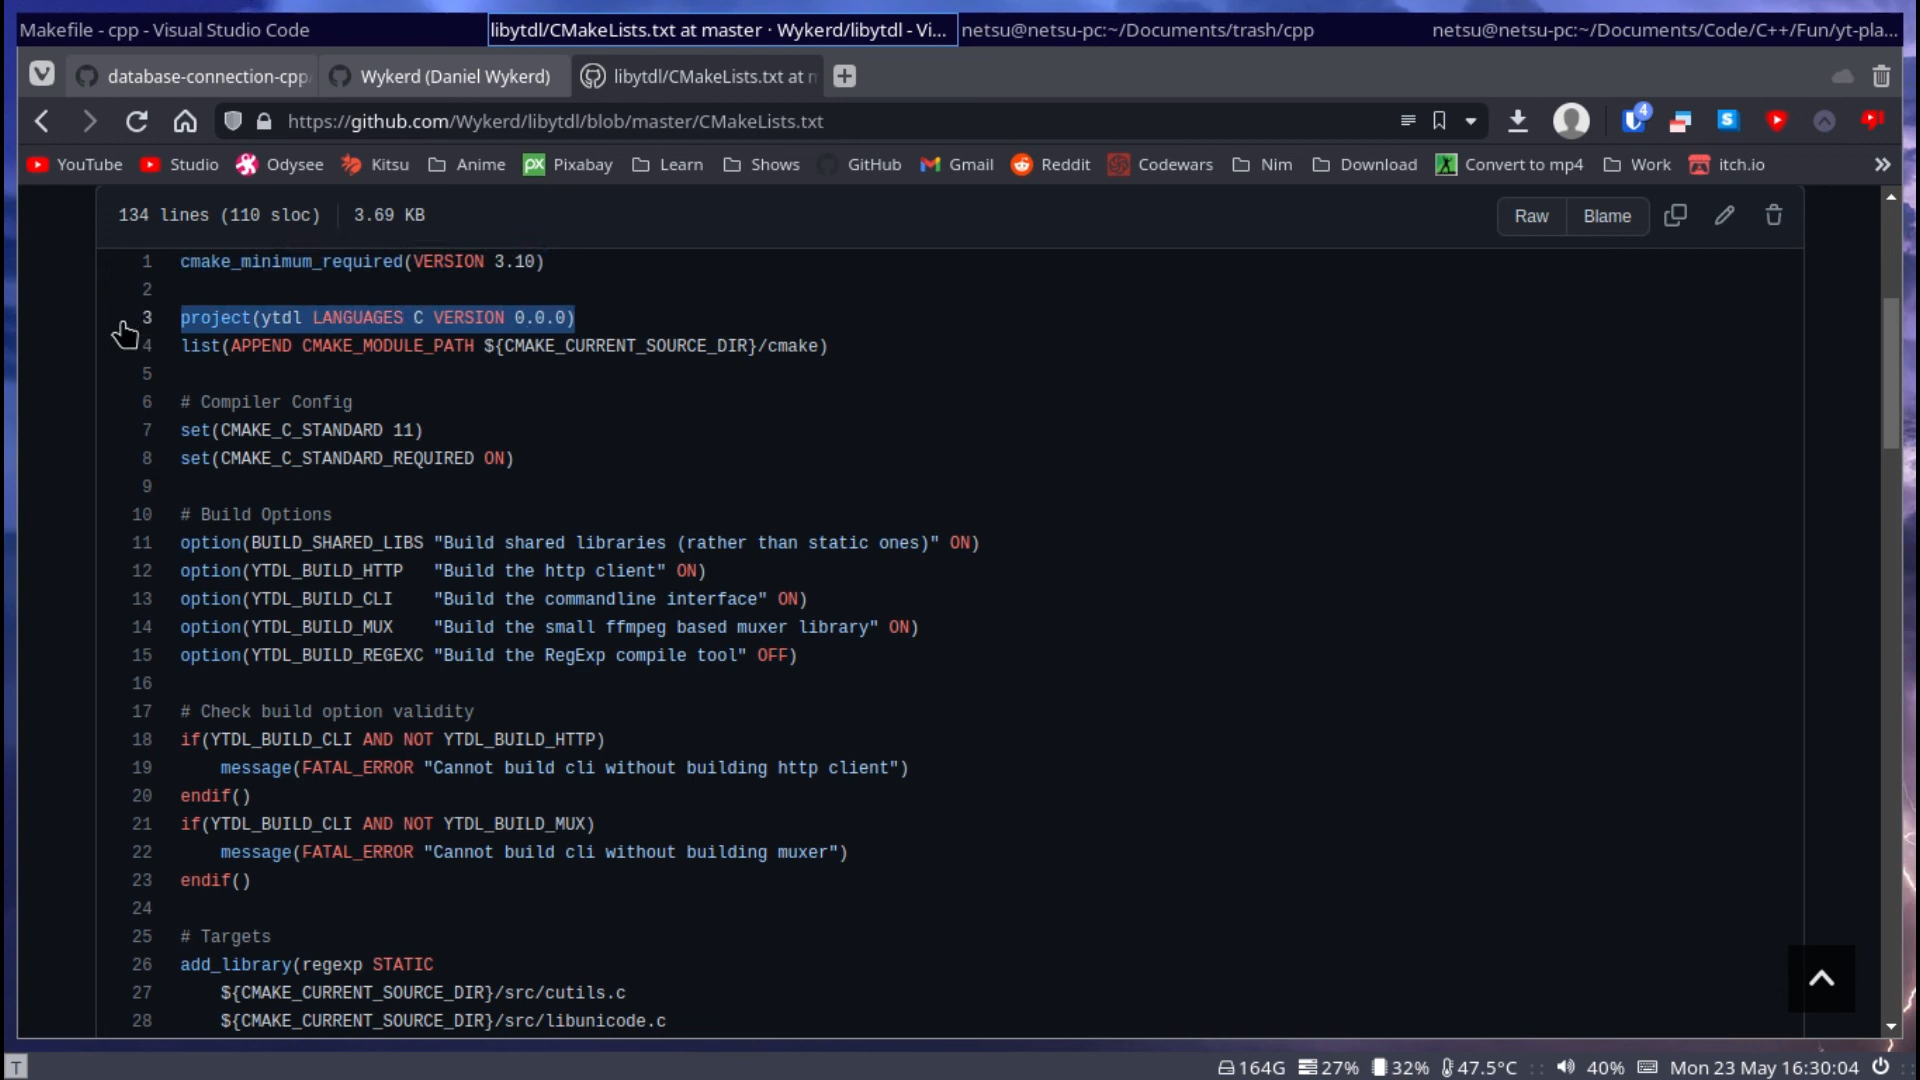 Makefile - cpp - Visual Studio Code
libytdl/CMakeLists.txt at master · Wykerd/libytdl - Vi...
netsu@netsu-pc:~/Documents/trash/cpp
netsu@netsu-pc:~/Documents/Code/C++/Fun/yt-pla...
database-connection-cpp/
Wykerd (Daniel Wykerd)
libytdl/CMakeLists.txt at m
https://github.com/Wykerd/libytdl/blob/master/CMakeLists.txt
4
YouTube
Studio
Odysee
Kitsu
Anime
px Pixabay
Learn
Shows
GitHub
Gmail
Reddit
Codewars
Nim
Download
Convert to mp4
Work
itch.io
134 lines (110 sloc)
3.69 KB
Raw
Blame
1 cmake_minimum_required(VERSION 3.10)
2
3 project(ytdl LANGUAGES C VERSION 0.0.0)
4 list(APPEND CMAKE_MODULE_PATH ${CMAKE_CURRENT_SOURCE_DIR}/cmake)
5
6 # Compiler Config
7 set(CMAKE_C_STANDARD 11)
8 set(CMAKE_C_STANDARD_REQUIRED ON)
9
10 # Build Options
11 option(BUILD_SHARED_LIBS "Build shared libraries (rather than static ones)" ON)
12 option(YTDL_BUILD_HTTP   "Build the http client" ON)
13 option(YTDL_BUILD_CLI    "Build the commandline interface" ON)
14 option(YTDL_BUILD_MUX    "Build the small ffmpeg based muxer library" ON)
15 option(YTDL_BUILD_REGEXC "Build the RegExp compile tool" OFF)
16
17 # Check build option validity
18 if(YTDL_BUILD_CLI AND NOT YTDL_BUILD_HTTP)
19     message(FATAL_ERROR "Cannot build cli without building http client")
20 endif()
21 if(YTDL_BUILD_CLI AND NOT YTDL_BUILD_MUX)
22     message(FATAL_ERROR "Cannot build cli without building muxer")
23 endif()
24
25 # Targets
26 add_library(regexp STATIC
27     ${CMAKE_CURRENT_SOURCE_DIR}/src/cutils.c
28     ${CMAKE_CURRENT_SOURCE_DIR}/src/libunicode.c
T
164G 27% 32% 47.5°C :: 40% Mon 23 May 16:30:04